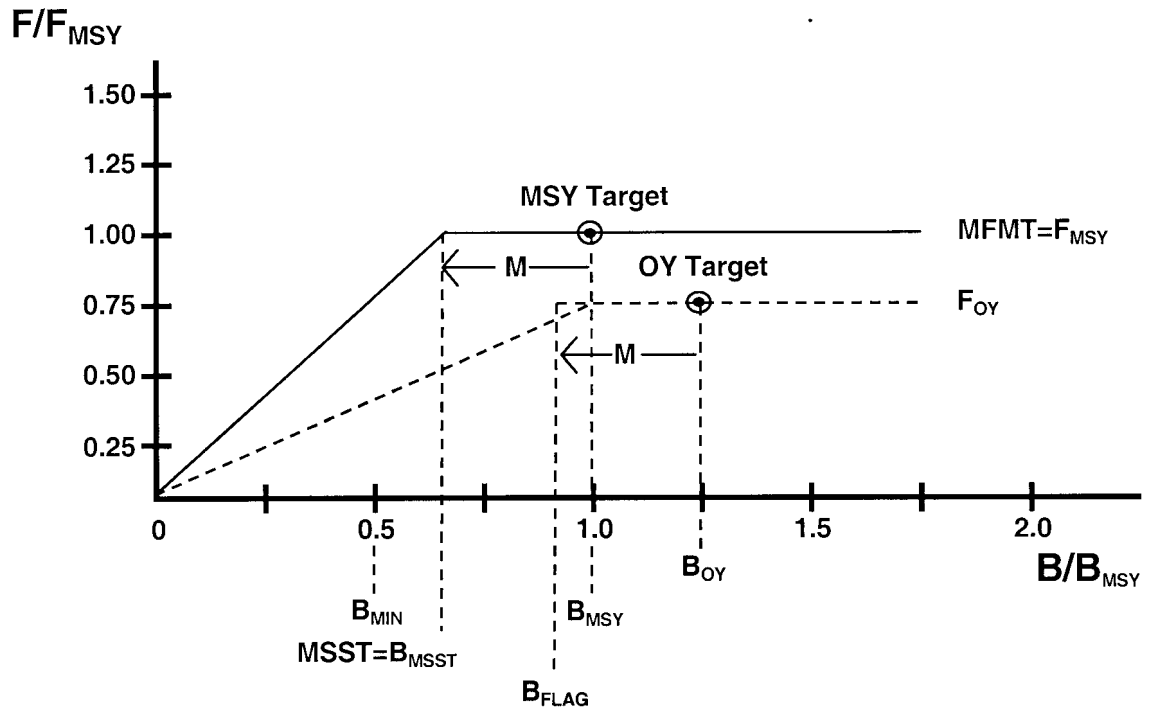 F/FMSY
1.50
1.25
MSY Target
1.00
MFMT=FMSY
M
OY Target
0.75
FOY
M
0.50
0.25
0
0.5
1.0
1.5
2.0
BOY
B/BMSY
BMIN
BMSY
MSST=BMSST
BFLAG